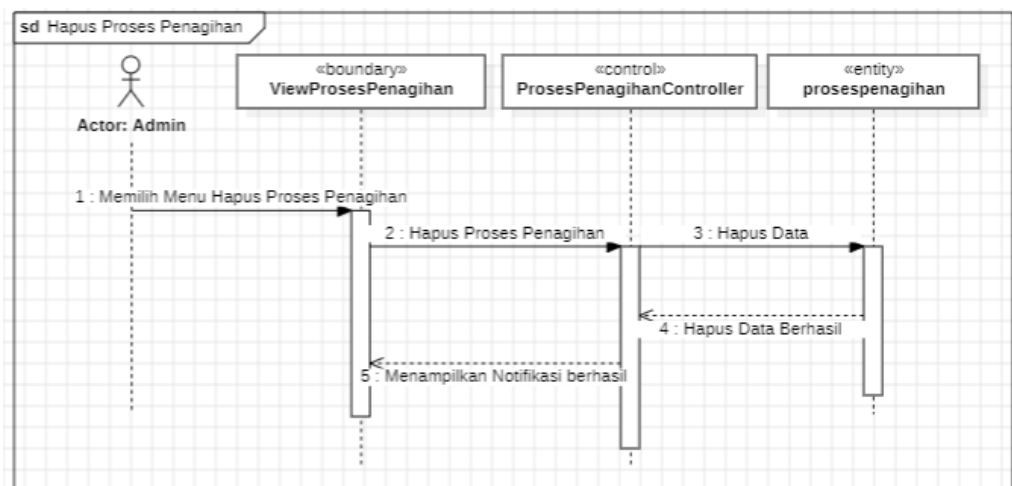 sd Hapus Proses Penagihan
«boundary»
ViewProsesPenagihan
«control»
ProsesPenagihanController
«entity»
prosespenagihan
Actor: Admin
1 : Memilih Menu Hapus Proses Penagihan
2 : Hapus Proses Penagihan
3 : Hapus Data
4 : Hapus Data Berhasil
5 : Menampilkan Notifikasi berhasil